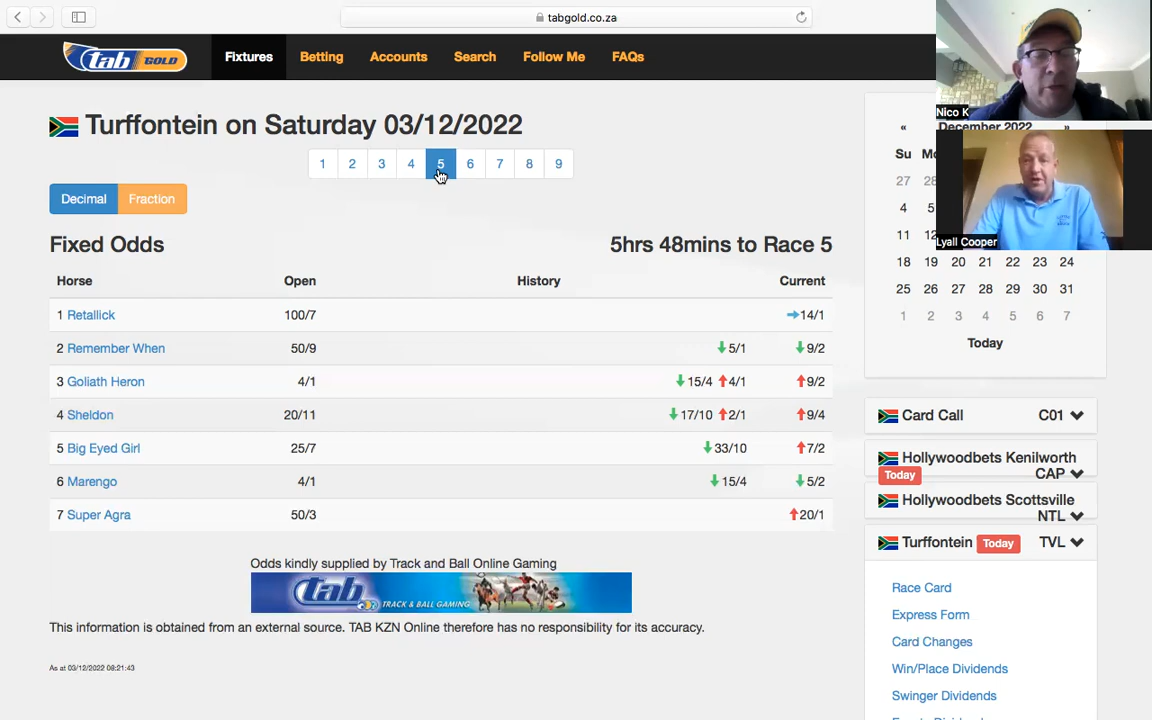 tabgold.co.za
tab GOLD
Fixtures Betting Accounts Search Follow Me FAQs
Nico K
Lyall Cooper
Turffontein on Saturday 03/12/2022
1 2 3 4 5 6 7 8 9
Decimal Fraction
Fixed Odds 5hrs 48mins to Race 5
Horse Open History Current
1 Retallick 100/7 14/1
2 Remember When 50/9 5/1 9/2
3 Goliath Heron 4/1 15/4 4/1 9/2
4 Sheldon 20/11 17/10 2/1 9/4
5 Big Eyed Girl 25/7 33/10 7/2
6 Marengo 4/1 15/4 5/2
7 Super Agra 50/3 20/1
Odds kindly supplied by Track and Ball Online Gaming
tab TRACK & BALL GAMING
This information is obtained from an external source. TAB KZN Online therefore has no responsibility for its accuracy.
As at 03/12/2022 08:21:43
« December 2022 »
Su Mo
27 28
4 5
11 12
18 19 20 21 22 23 24
25 26 27 28 29 30 31
1 2 3 4 5 6 7
Today
Card Call C01
Hollywoodbets Kenilworth
Today CAP
Hollywoodbets Scottsville
NTL
Turffontein Today TVL
Race Card
Express Form
Card Changes
Win/Place Dividends
Swinger Dividends